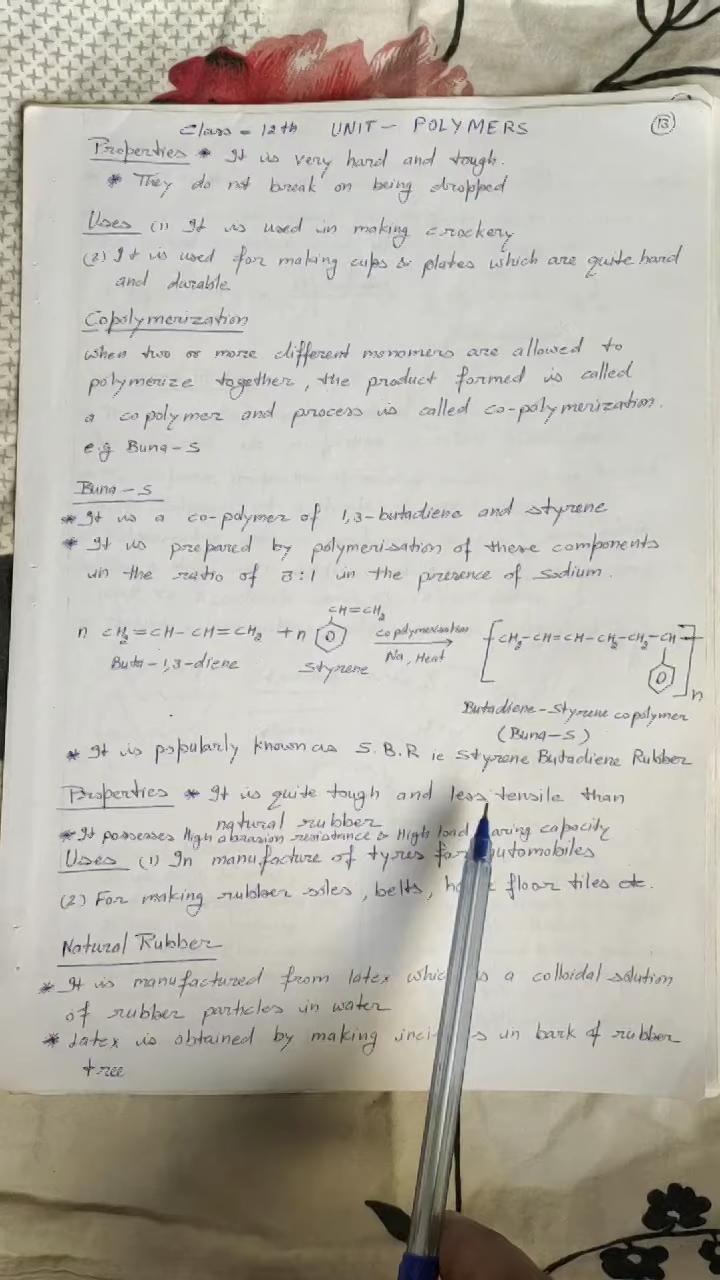 Class = 12th UNIT - POLYMERS
13
Properties * It is very hard and tough.
* They do not break on being dropped
Uses (1) It is used in making crockery
(2) It is used for making cups & plates which are quite hard
and durable
Copolymerization
when two or more different monomers are allowed to
polymerize together, the product formed is called
a copolymer and process is called co-polymerization.
e.g Buna-S
Buna-S
* It is a co-polymer of 1,3-butadiene and styrene
* It is prepared by polymerisation of these components
in the ratio of 3:1 in the presence of Sodium.
n CH2=CH-CH=CH2 + n CH=CH2 copolymerisation Na, Heat [CH2-CH=CH-CH2-CH2-CH]n
Buta-1,3-diene Styrene
Butadiene-Styrene copolymer
(Buna-S)
* It is popularly known as S.B.R ie Styrene Butadiene Rubber
Properties * It is quite tough and less tensile than
natural rubber
* It possesses High abrasion resistance & High load aring capacity
Uses (1) In manufacture of tyres for automobiles
(2) For making rubber soles, belts, floor tiles etc.
Natural Rubber
* It is manufactured from latex which is a colloidal solution
of rubber particles in water
* Latex is obtained by making in bark of rubber
tree